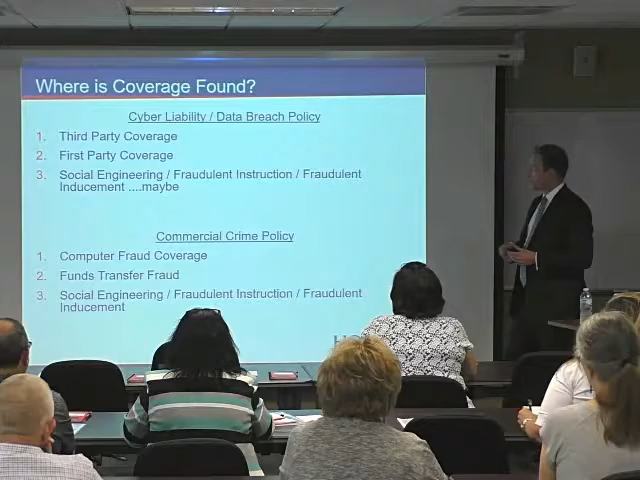 Where is Coverage Found?
Cyber Liability / Data Breach Policy
1. Third Party Coverage
2. First Party Coverage
3. Social Engineering / Fraudulent Instruction / Fraudulent
Inducement ....maybe
Commercial Crime Policy
1. Computer Fraud Coverage
2. Funds Transfer Fraud
3. Social Engineering / Fraudulent Instruction / Fraudulent
Inducement